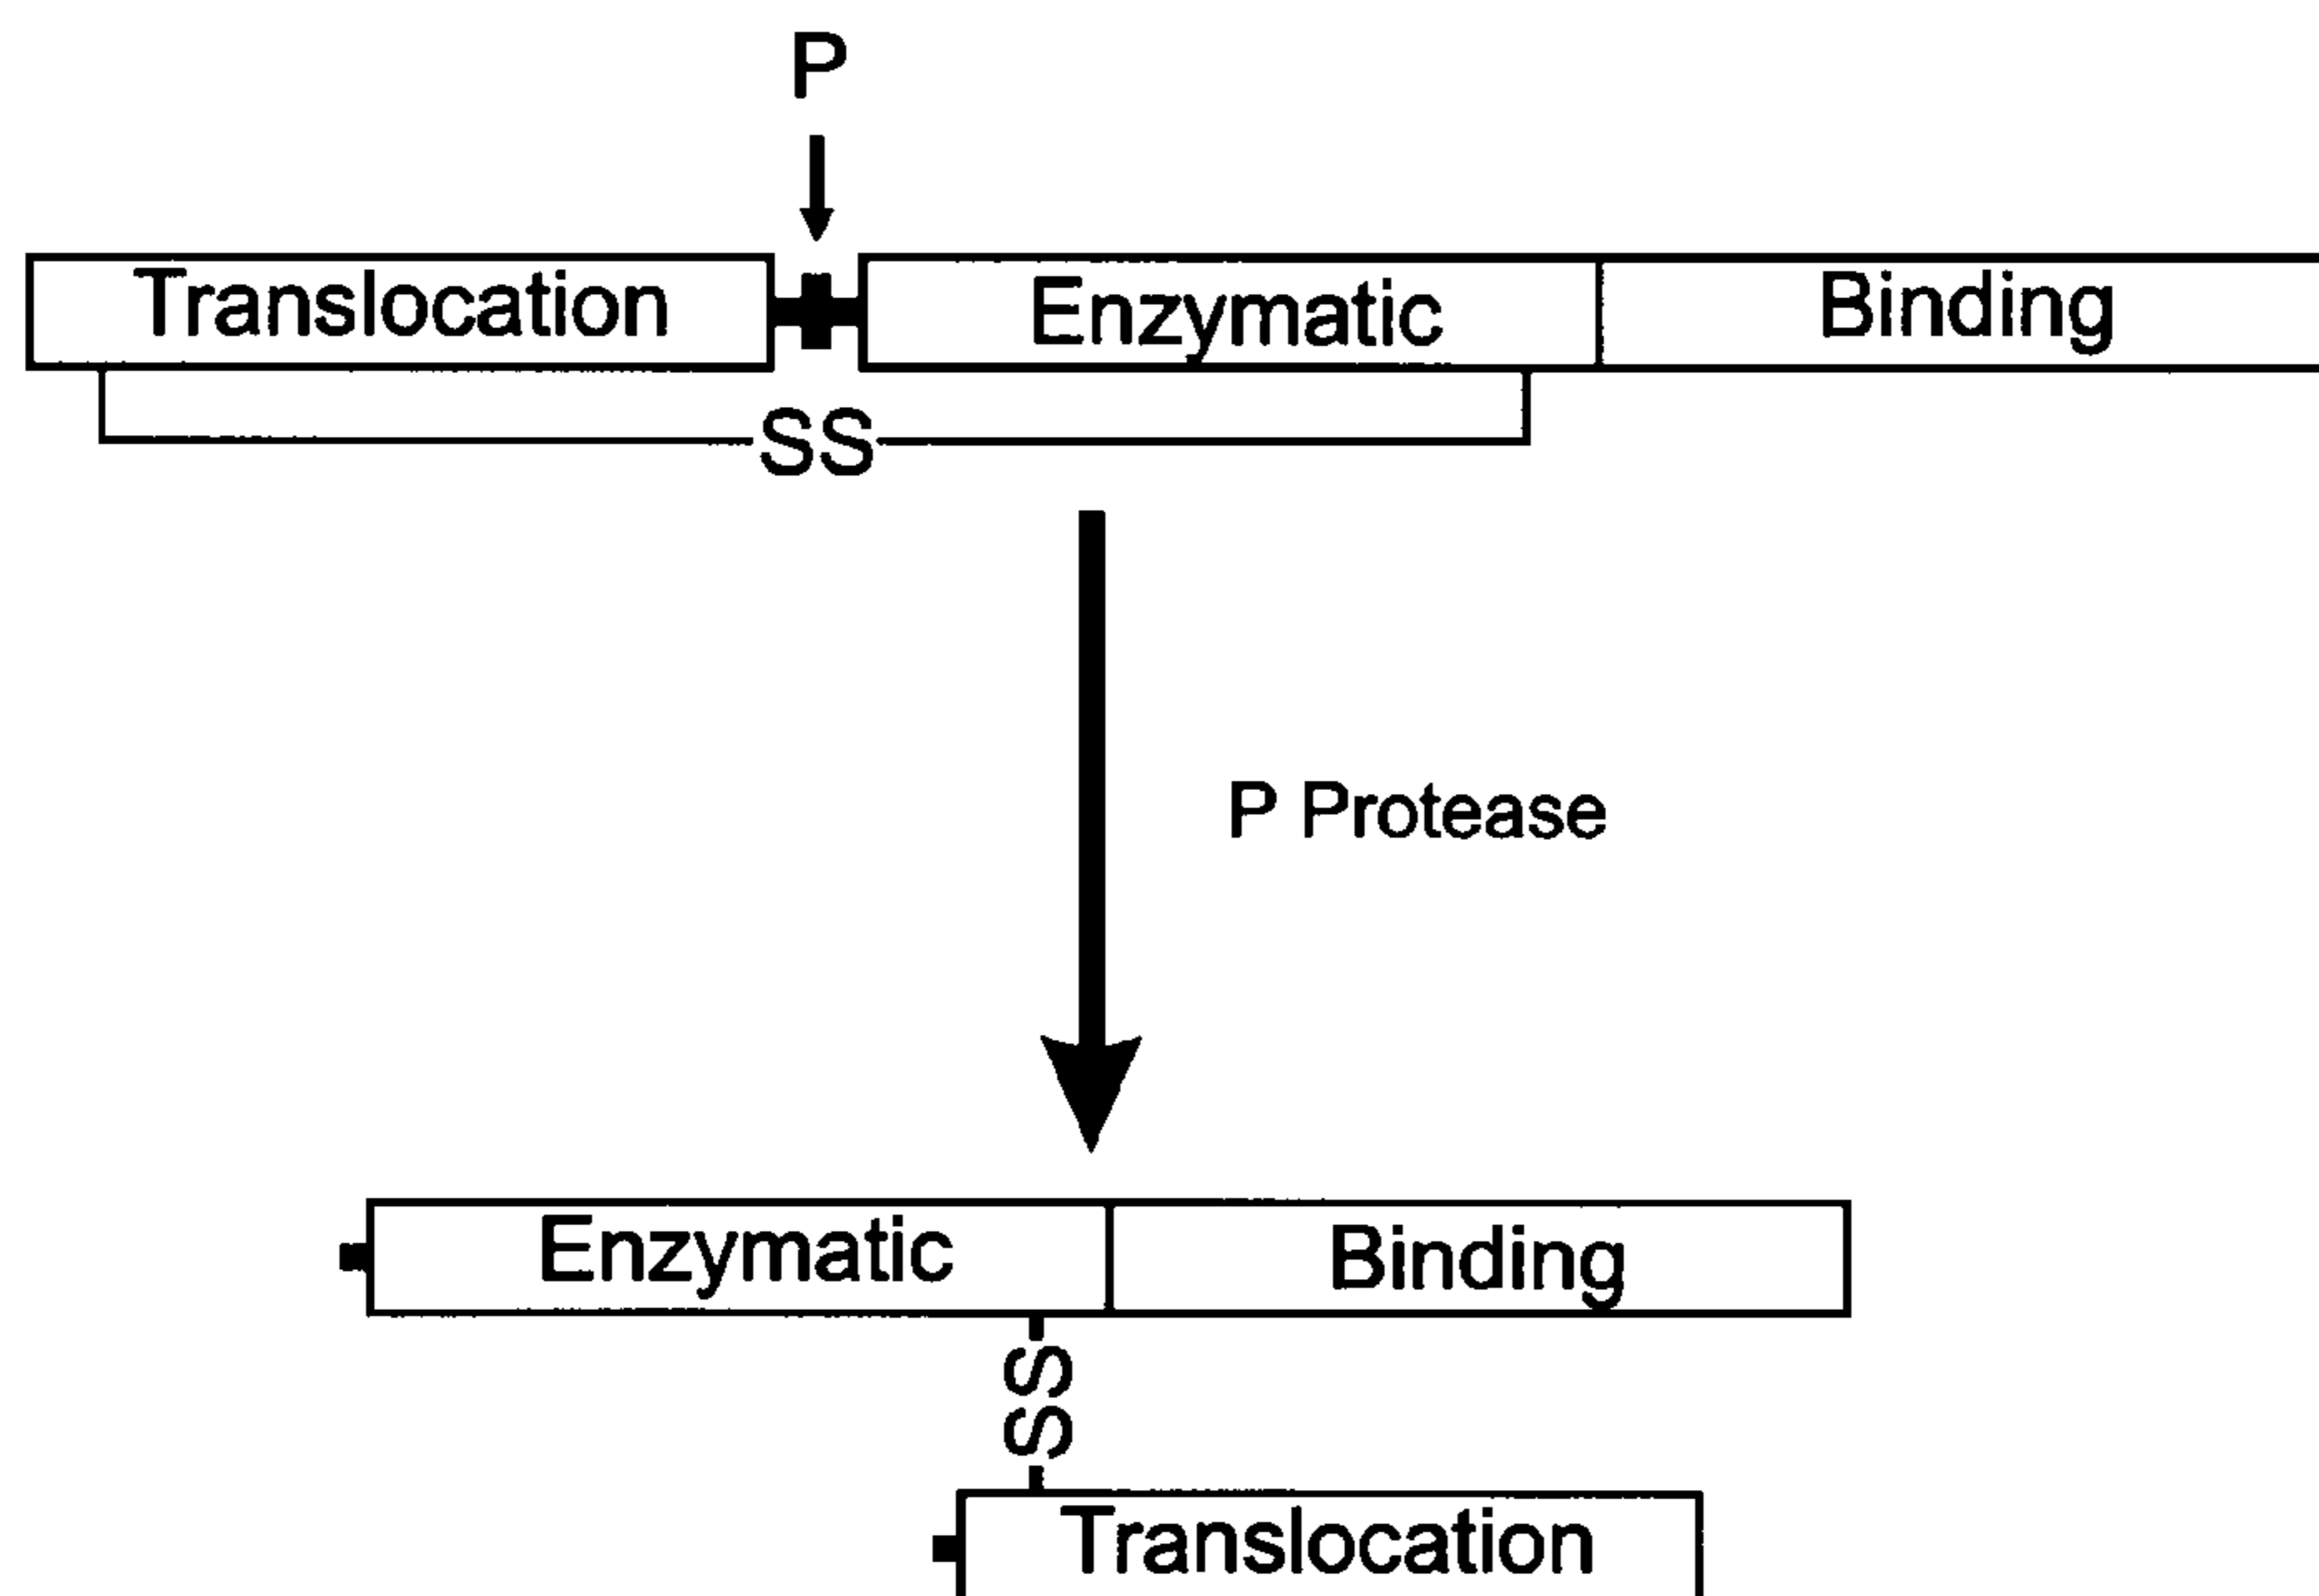 P
Translocation Enzymatic Binding
SS
P Protease
Enzymatic Binding
SS
Translocation